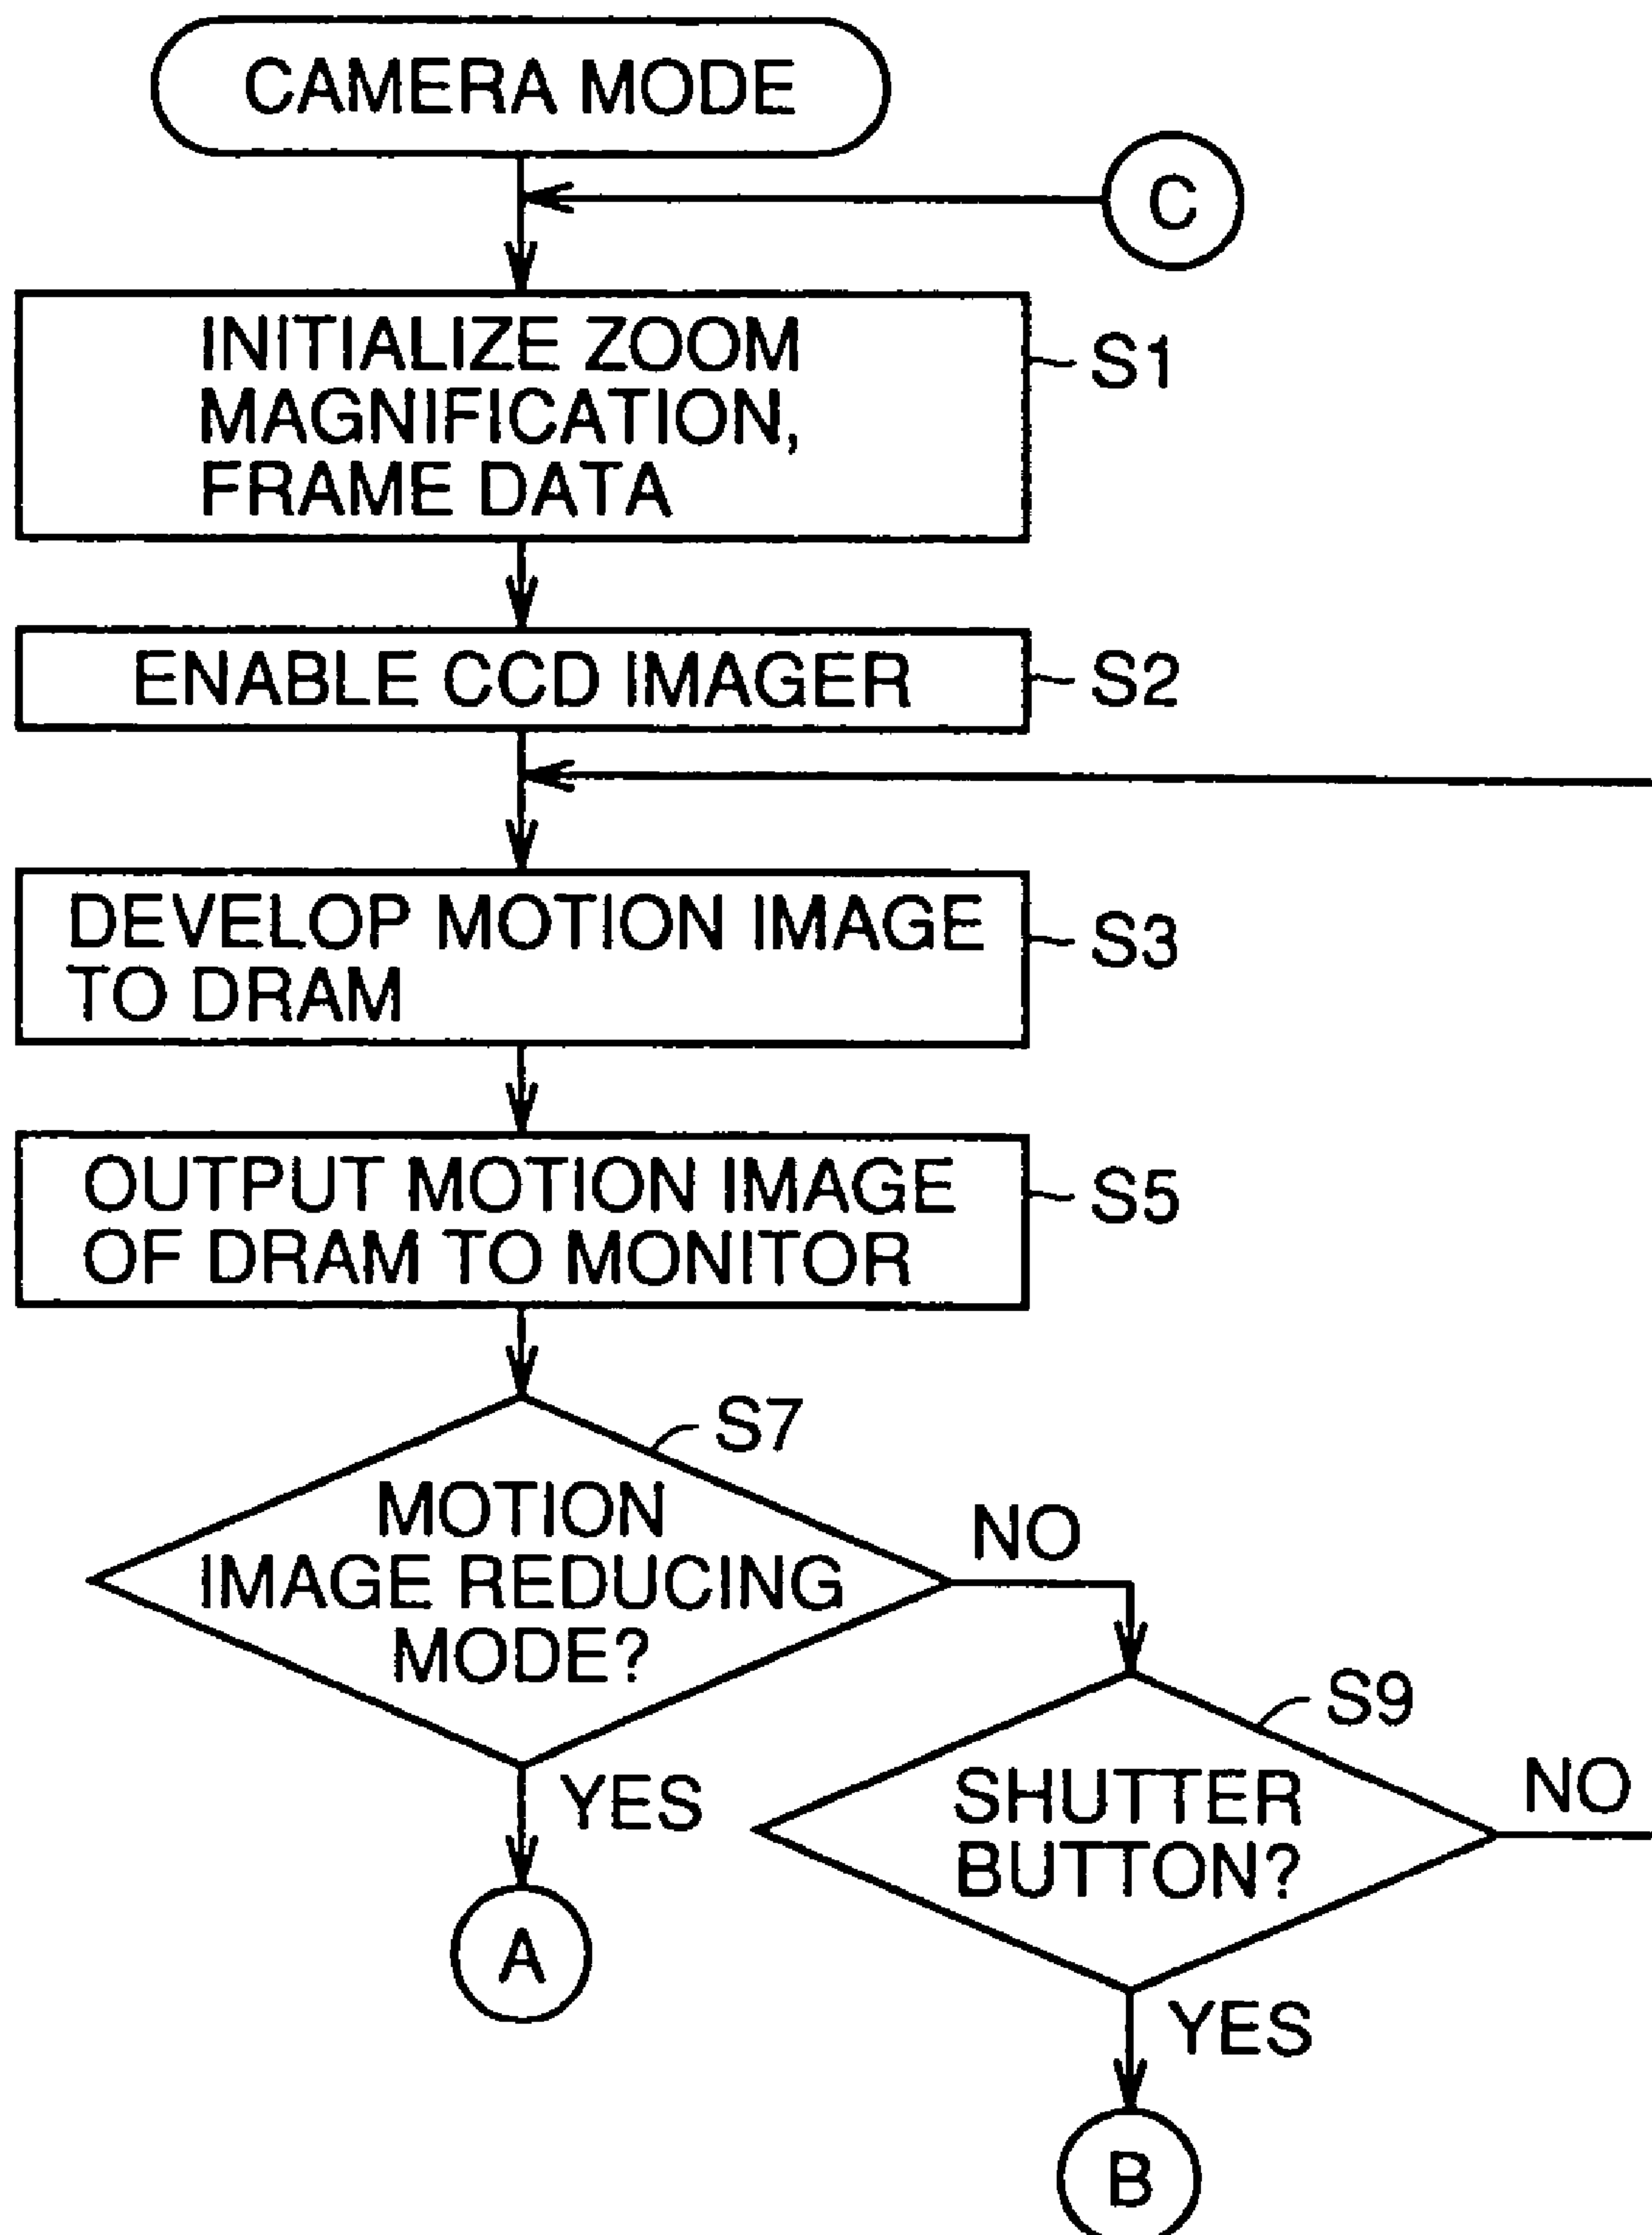 CAMERA MODE
C
INITIALIZE ZOOM
MAGNIFICATION,
FRAME DATA
S1
ENABLE CCD IMAGER
S2
DEVELOP MOTION IMAGE
TO DRAM
S3
OUTPUT MOTION IMAGE
OF DRAM TO MONITOR
S5
S7
MOTION
IMAGE REDUCING
MODE?
NO
YES
A
S9
SHUTTER
BUTTON?
NO
YES
B